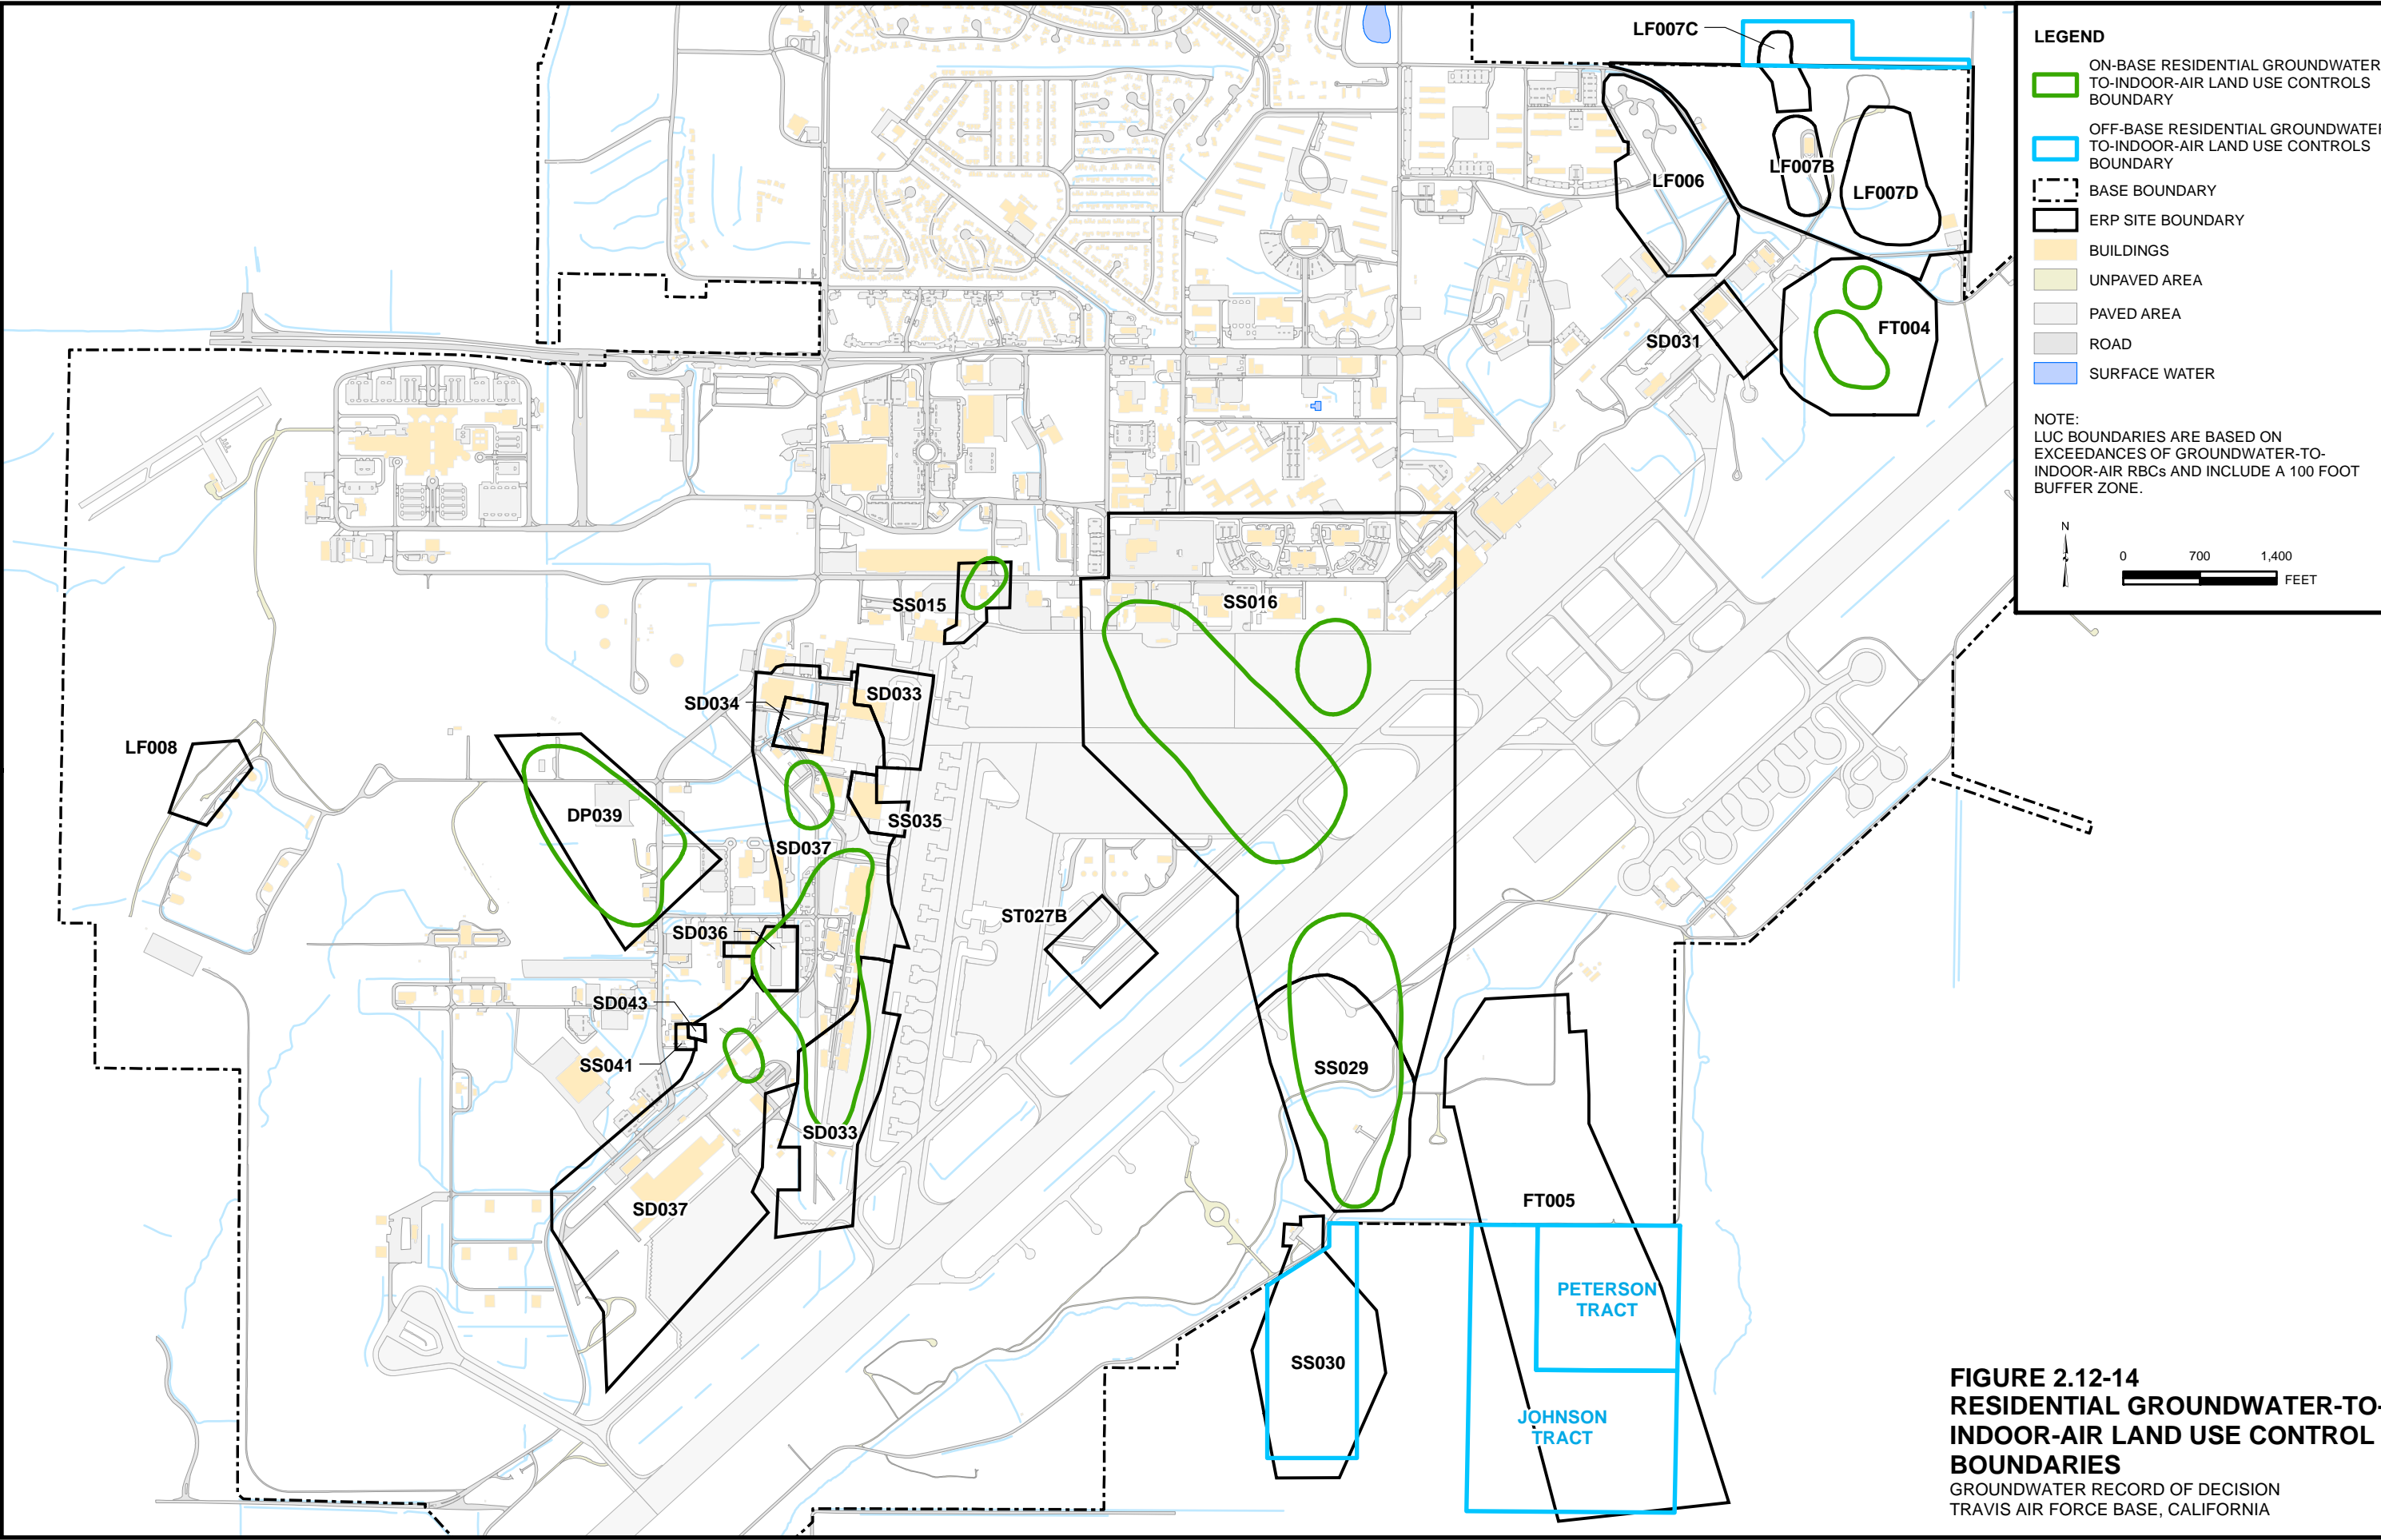 LF007C
LF006
LF007B
LF007D
FT004
SD031
SS015
SS016
SD034
SD033
LF008
DP039
SS035
SD037
ST027B
SD036
SD043
SS041
SS029
SD033
SD037
FT005
SS030
PETERSON
TRACT
JOHNSON
TRACT
LEGEND
ON-BASE RESIDENTIAL GROUNDWATER
TO-INDOOR-AIR LAND USE CONTROLS
BOUNDARY
OFF-BASE RESIDENTIAL GROUNDWATER
TO-INDOOR-AIR LAND USE CONTROLS
BOUNDARY
BASE BOUNDARY
ERP SITE BOUNDARY
BUILDINGS
UNPAVED AREA
PAVED AREA
ROAD
SURFACE WATER
NOTE:
LUC BOUNDARIES ARE BASED ON
EXCEEDANCES OF GROUNDWATER-TO-
INDOOR-AIR RBCs AND INCLUDE A 100 FOOT
BUFFER ZONE.
N
0 700 1,400
FEET
FIGURE 2.12-14
RESIDENTIAL GROUNDWATER-TO-
INDOOR-AIR LAND USE CONTROL
BOUNDARIES
GROUNDWATER RECORD OF DECISION
TRAVIS AIR FORCE BASE, CALIFORNIA